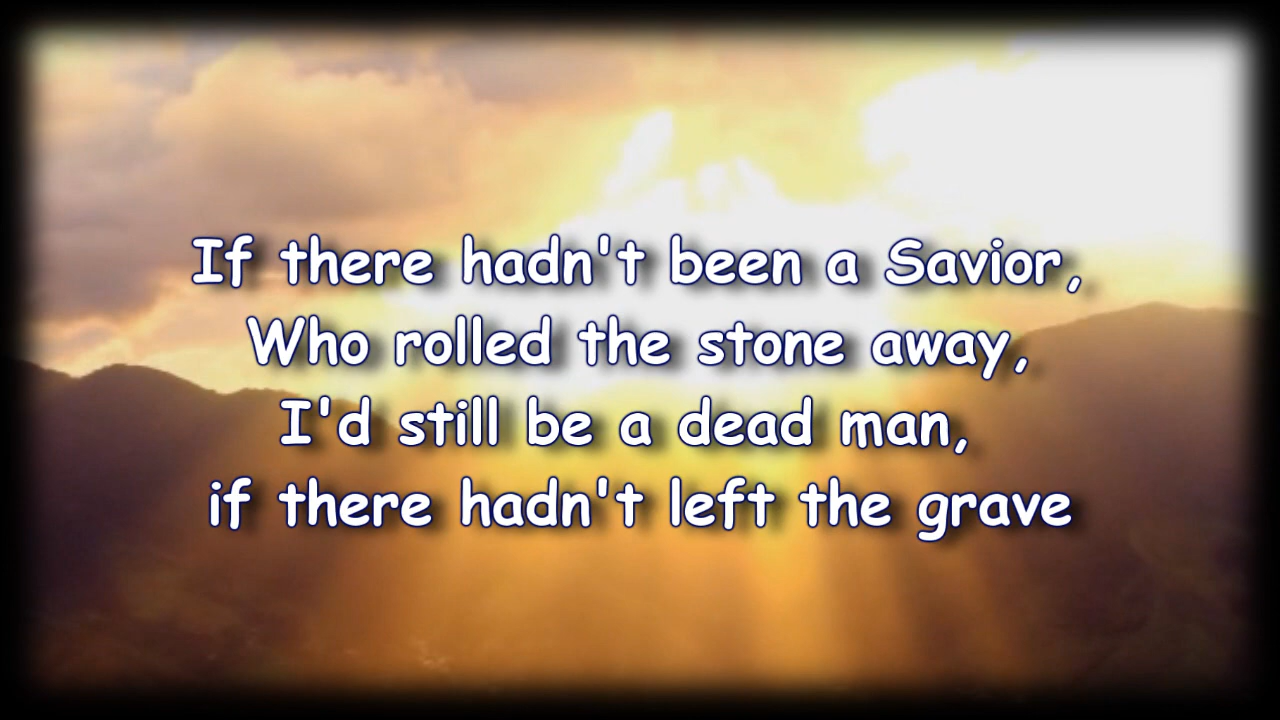 If there hadn't been a Savior,
Who rolled the stone away,
I'd still be a dead man,
if there hadn't left the grave